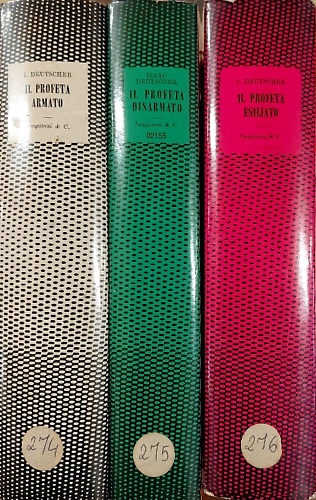 I. DEUTSCHER
IL PROFETA
ARMATO
Longanesi & C.
274
ISAAC
DEUTSCHER
IL PROFETA
DISARMATO
Longanesi & C.
02155
275
I. DEUTSCHER
IL PROFETA
ESILIATO
Longanesi & C.
276